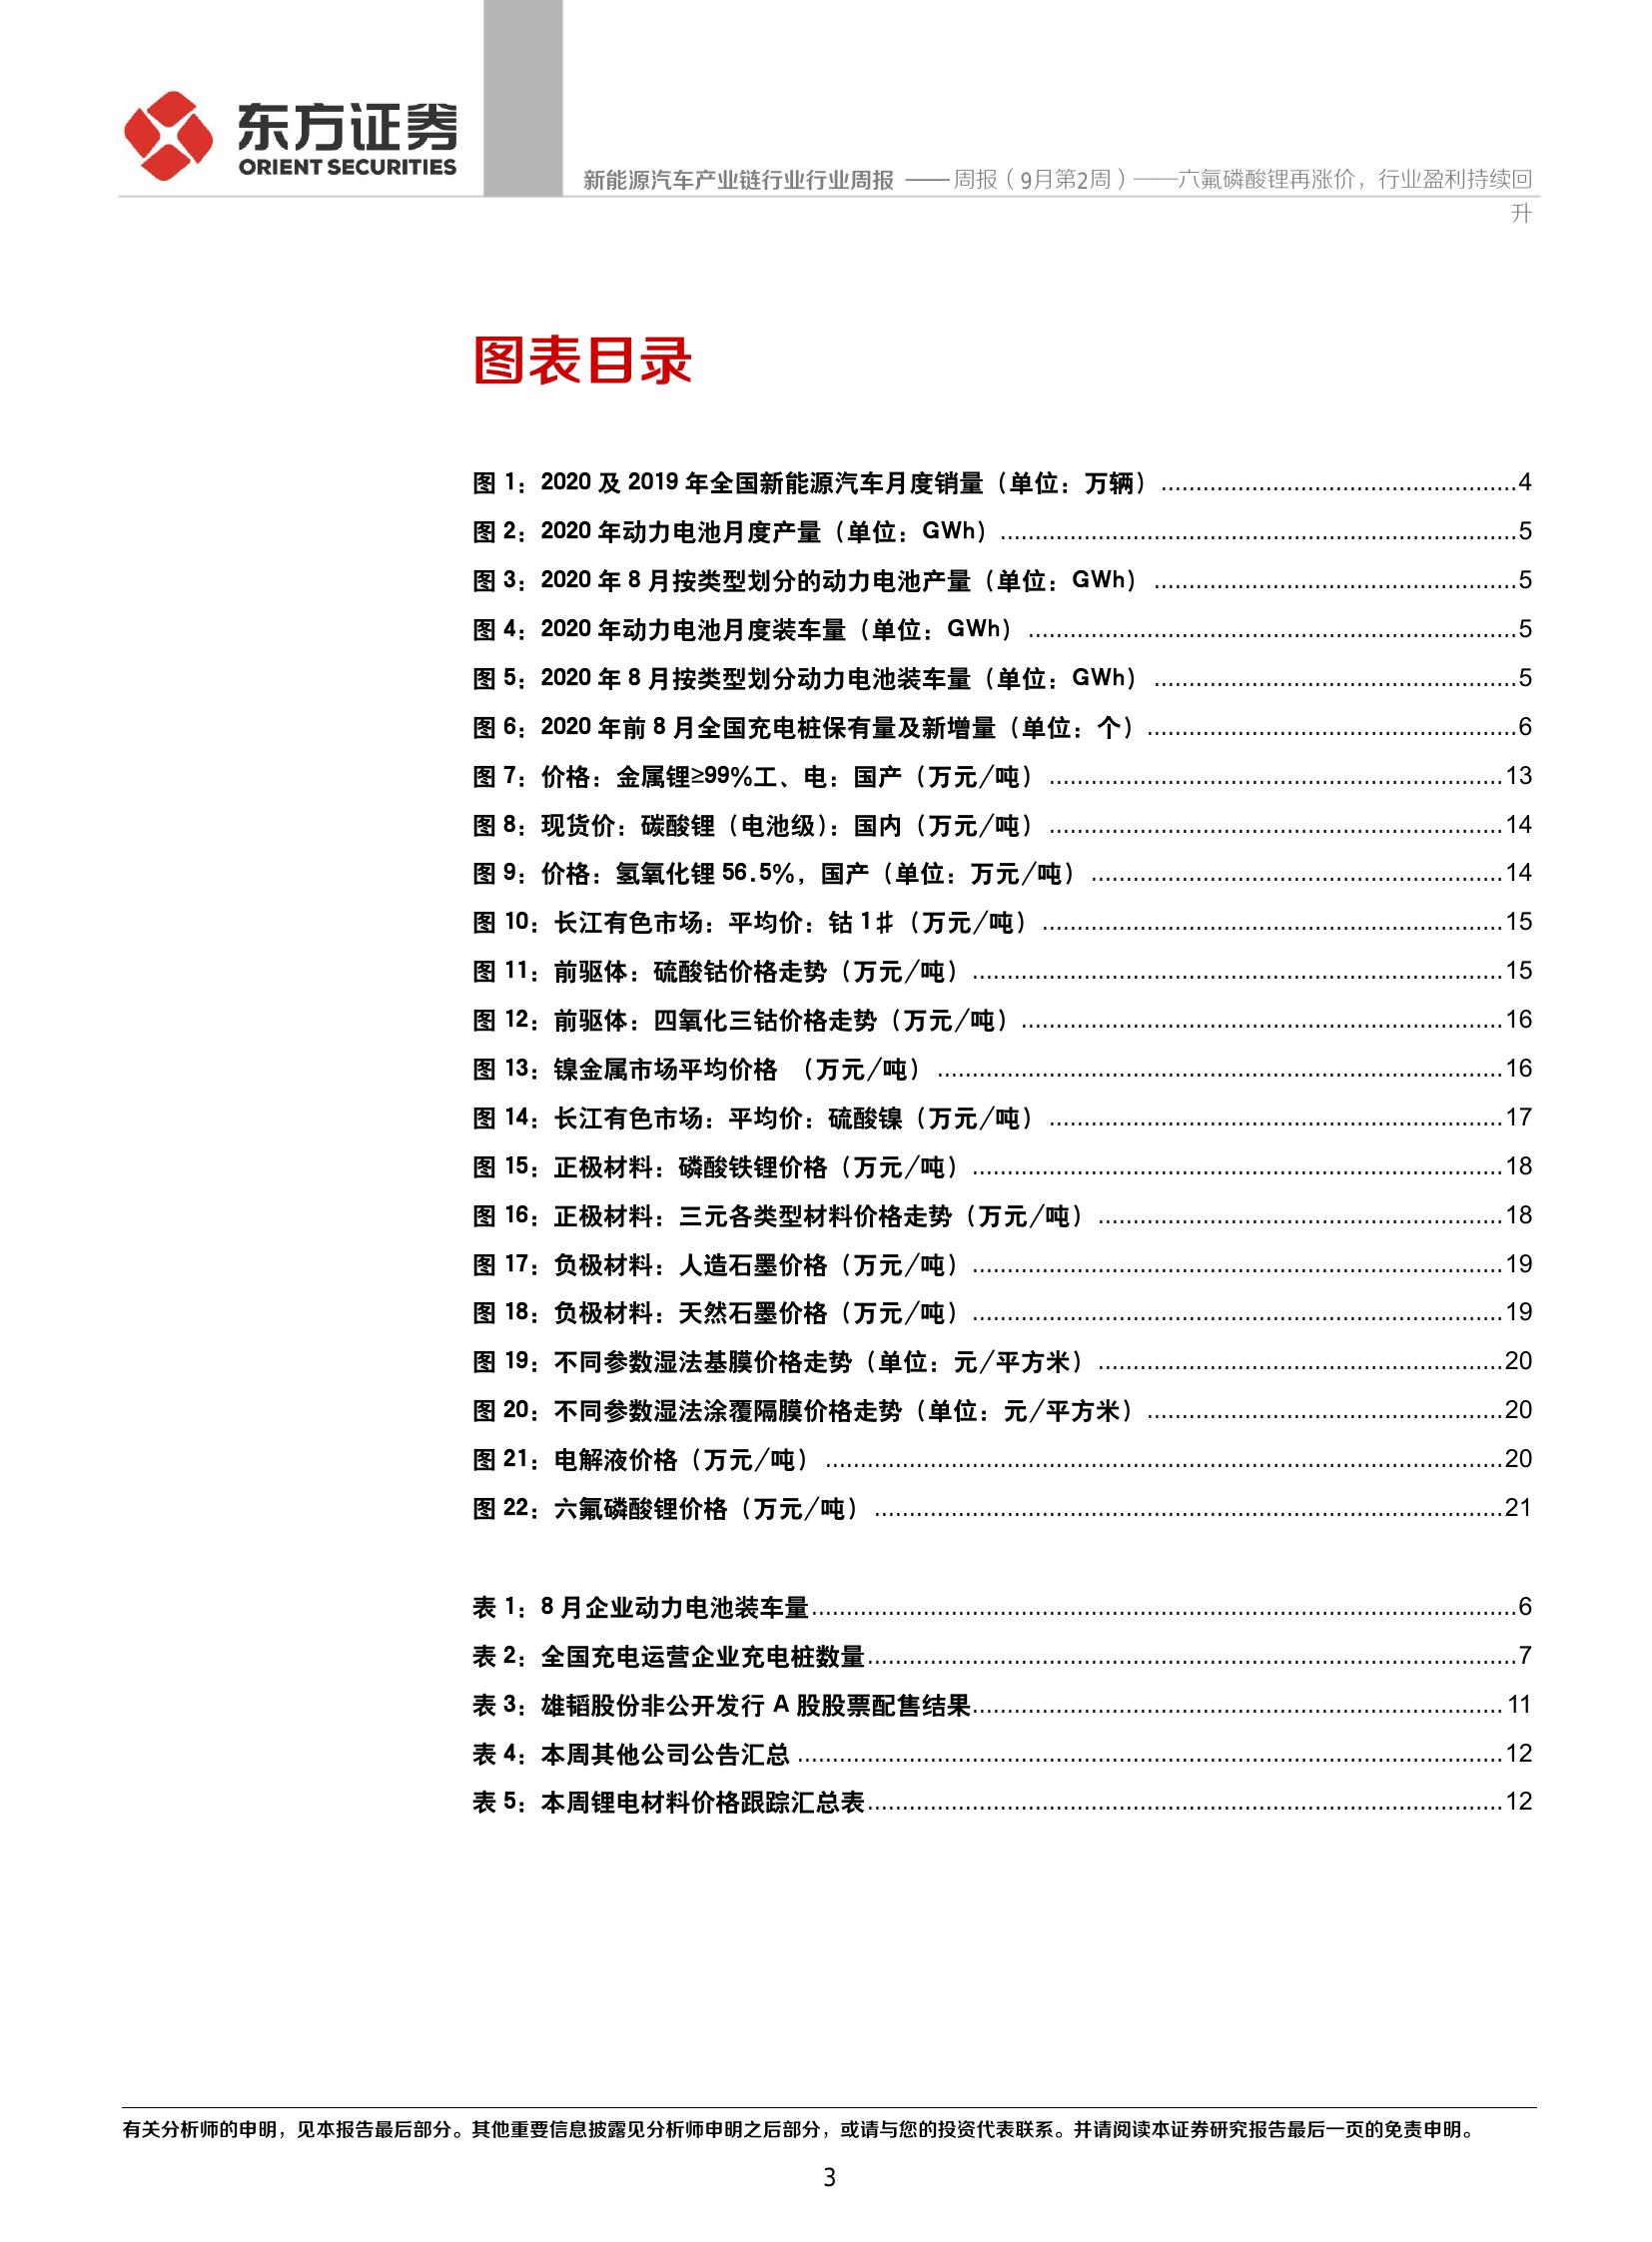 东方证券
ORIENT SECURITIES
新能源汽车产业链行业行业周报 —— 周报（9月第2周）——六氟磷酸锂再涨价，行业盈利持续回
升
图表目录
图 1：2020 及 2019 年全国新能源汽车月度销量（单位：万辆）...................................................4
图 2：2020 年动力电池月度产量（单位：GWh）..........................................................................5
图 3：2020 年 8 月按类型划分的动力电池产量（单位：GWh）....................................................5
图 4：2020 年动力电池月度装车量（单位：GWh）......................................................................5
图 5：2020 年 8 月按类型划分动力电池装车量（单位：GWh）....................................................5
图 6：2020 年前 8 月全国充电桩保有量及新增量（单位：个）.....................................................6
图 7：价格：金属锂≥99%工、电：国产（万元/吨）.................................................................13
图 8：现货价：碳酸锂（电池级）：国内（万元/吨）.................................................................14
图 9：价格：氢氧化锂 56.5%，国产（单位：万元/吨）...........................................................14
图 10：长江有色市场：平均价：钴 1♯（万元/吨）..................................................................15
图 11：前驱体：硫酸钴价格走势（万元/吨）............................................................................15
图 12：前驱体：四氧化三钴价格走势（万元/吨）.....................................................................16
图 13：镍金属市场平均价格 （万元/吨）.................................................................................16
图 14：长江有色市场：平均价：硫酸镍（万元/吨）.................................................................17
图 15：正极材料：磷酸铁锂价格（万元/吨）............................................................................18
图 16：正极材料：三元各类型材料价格走势（万元/吨）..........................................................18
图 17：负极材料：人造石墨价格（万元/吨）............................................................................19
图 18：负极材料：天然石墨价格（万元/吨）............................................................................19
图 19：不同参数湿法基膜价格走势（单位：元/平方米）..........................................................20
图 20：不同参数湿法涂覆隔膜价格走势（单位：元/平方米）...................................................20
图 21：电解液价格（万元/吨）.................................................................................................20
图 22：六氟磷酸锂价格（万元/吨）..........................................................................................21
表 1：8 月企业动力电池装车量.....................................................................................................6
表 2：全国充电运营企业充电桩数量.............................................................................................7
表 3：雄韬股份非公开发行 A 股股票配售结果............................................................................11
表 4：本周其他公司公告汇总.....................................................................................................12
表 5：本周锂电材料价格跟踪汇总表...........................................................................................12
有关分析师的申明，见本报告最后部分。其他重要信息披露见分析师申明之后部分，或请与您的投资代表联系。并请阅读本证券研究报告最后一页的免责申明。
3